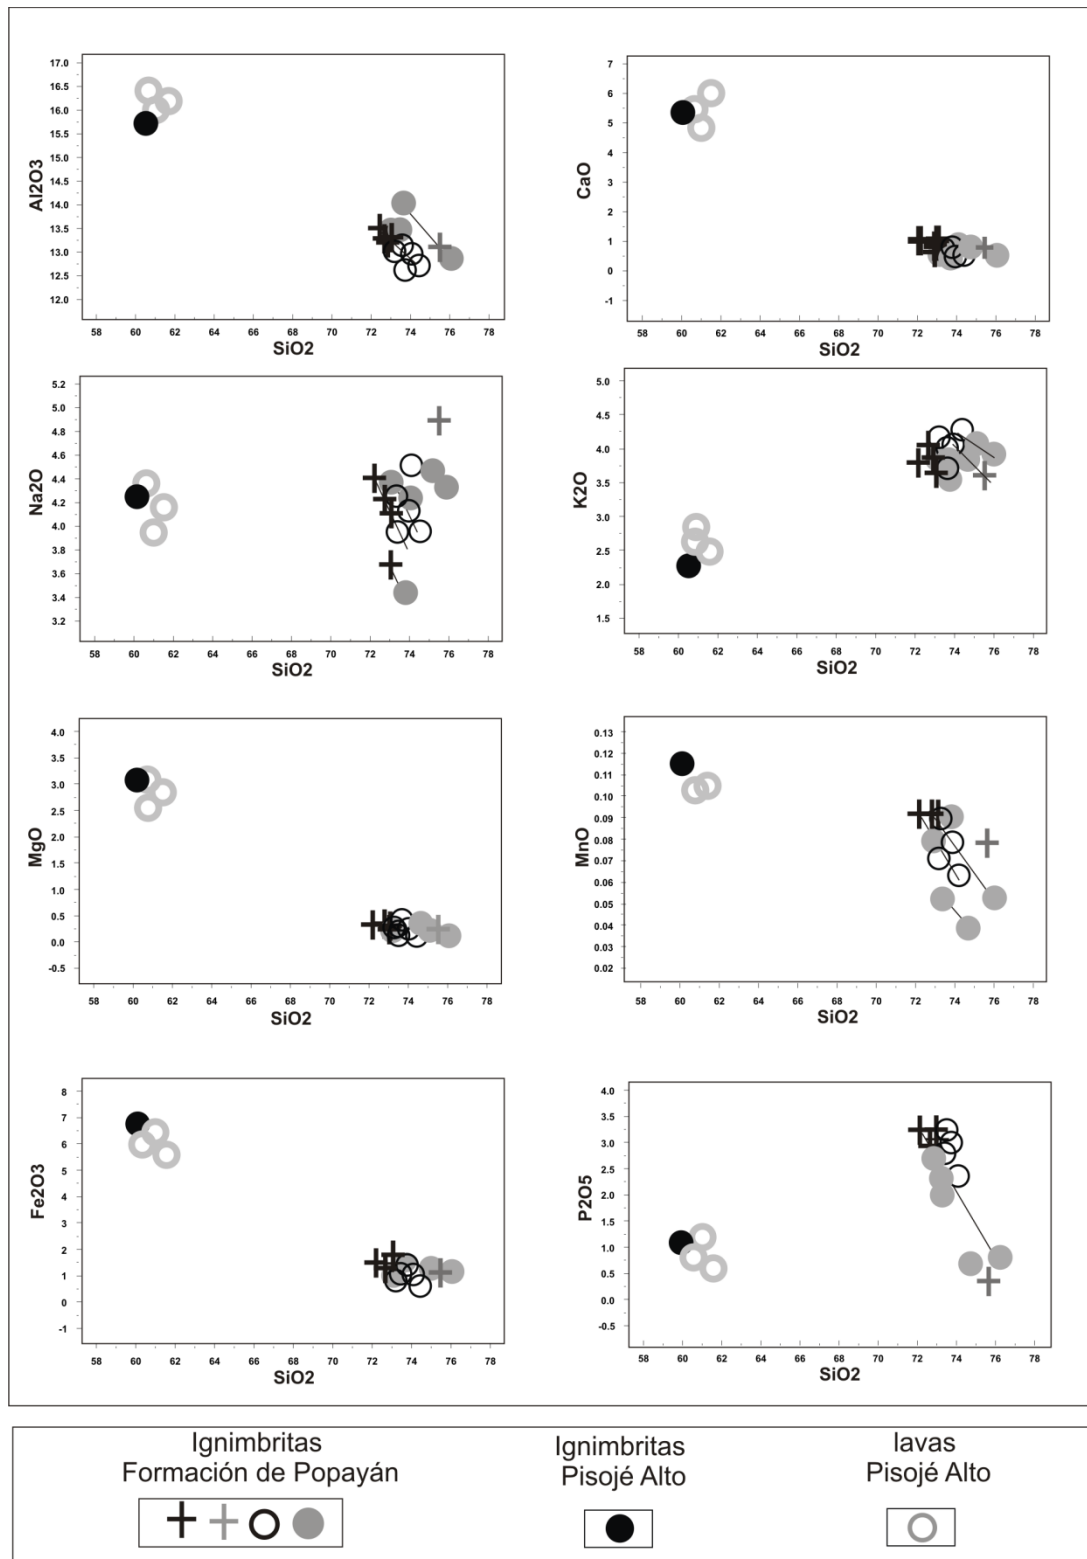 17.0
16.5
16.0
15.5
15.0
14.5
14.0
13.5
13.0
12.5
12.0
Al2O3
58 60 62 64 66 68 70 72 74 76 78
SiO2
7
6
5
4
3
2
1
0
-1
CaO
58 60 62 64 66 68 70 72 74 76 78
SiO2
5.2
5.0
4.8
4.6
4.4
4.2
4.0
3.8
3.6
3.4
3.2
Na2O
58 60 62 64 66 68 70 72 74 76 78
SiO2
5.0
4.5
4.0
3.5
3.0
2.5
2.0
1.5
K2O
58 60 62 64 66 68 70 72 74 76 78
SiO2
4.0
3.5
3.0
2.5
2.0
1.5
1.0
0.5
0.0
-0.5
MgO
58 60 62 64 66 68 70 72 74 76 78
SiO2
0.13
0.12
0.11
0.10
0.09
0.08
0.07
0.06
0.05
0.04
0.03
0.02
MnO
58 60 62 64 66 68 70 72 74 76 78
SiO2
8
7
6
5
4
3
2
1
0
-1
Fe2O3
58 60 62 64 66 68 70 72 74 76 78
SiO2
4.0
3.5
3.0
2.5
2.0
1.5
1.0
0.5
0.0
-0.5
P2O5
58 60 62 64 66 68 70 72 74 76 78
SiO2
Ignimbritas
Formación de Popayán
Ignimbritas
Pisojé Alto
lavas
Pisojé Alto